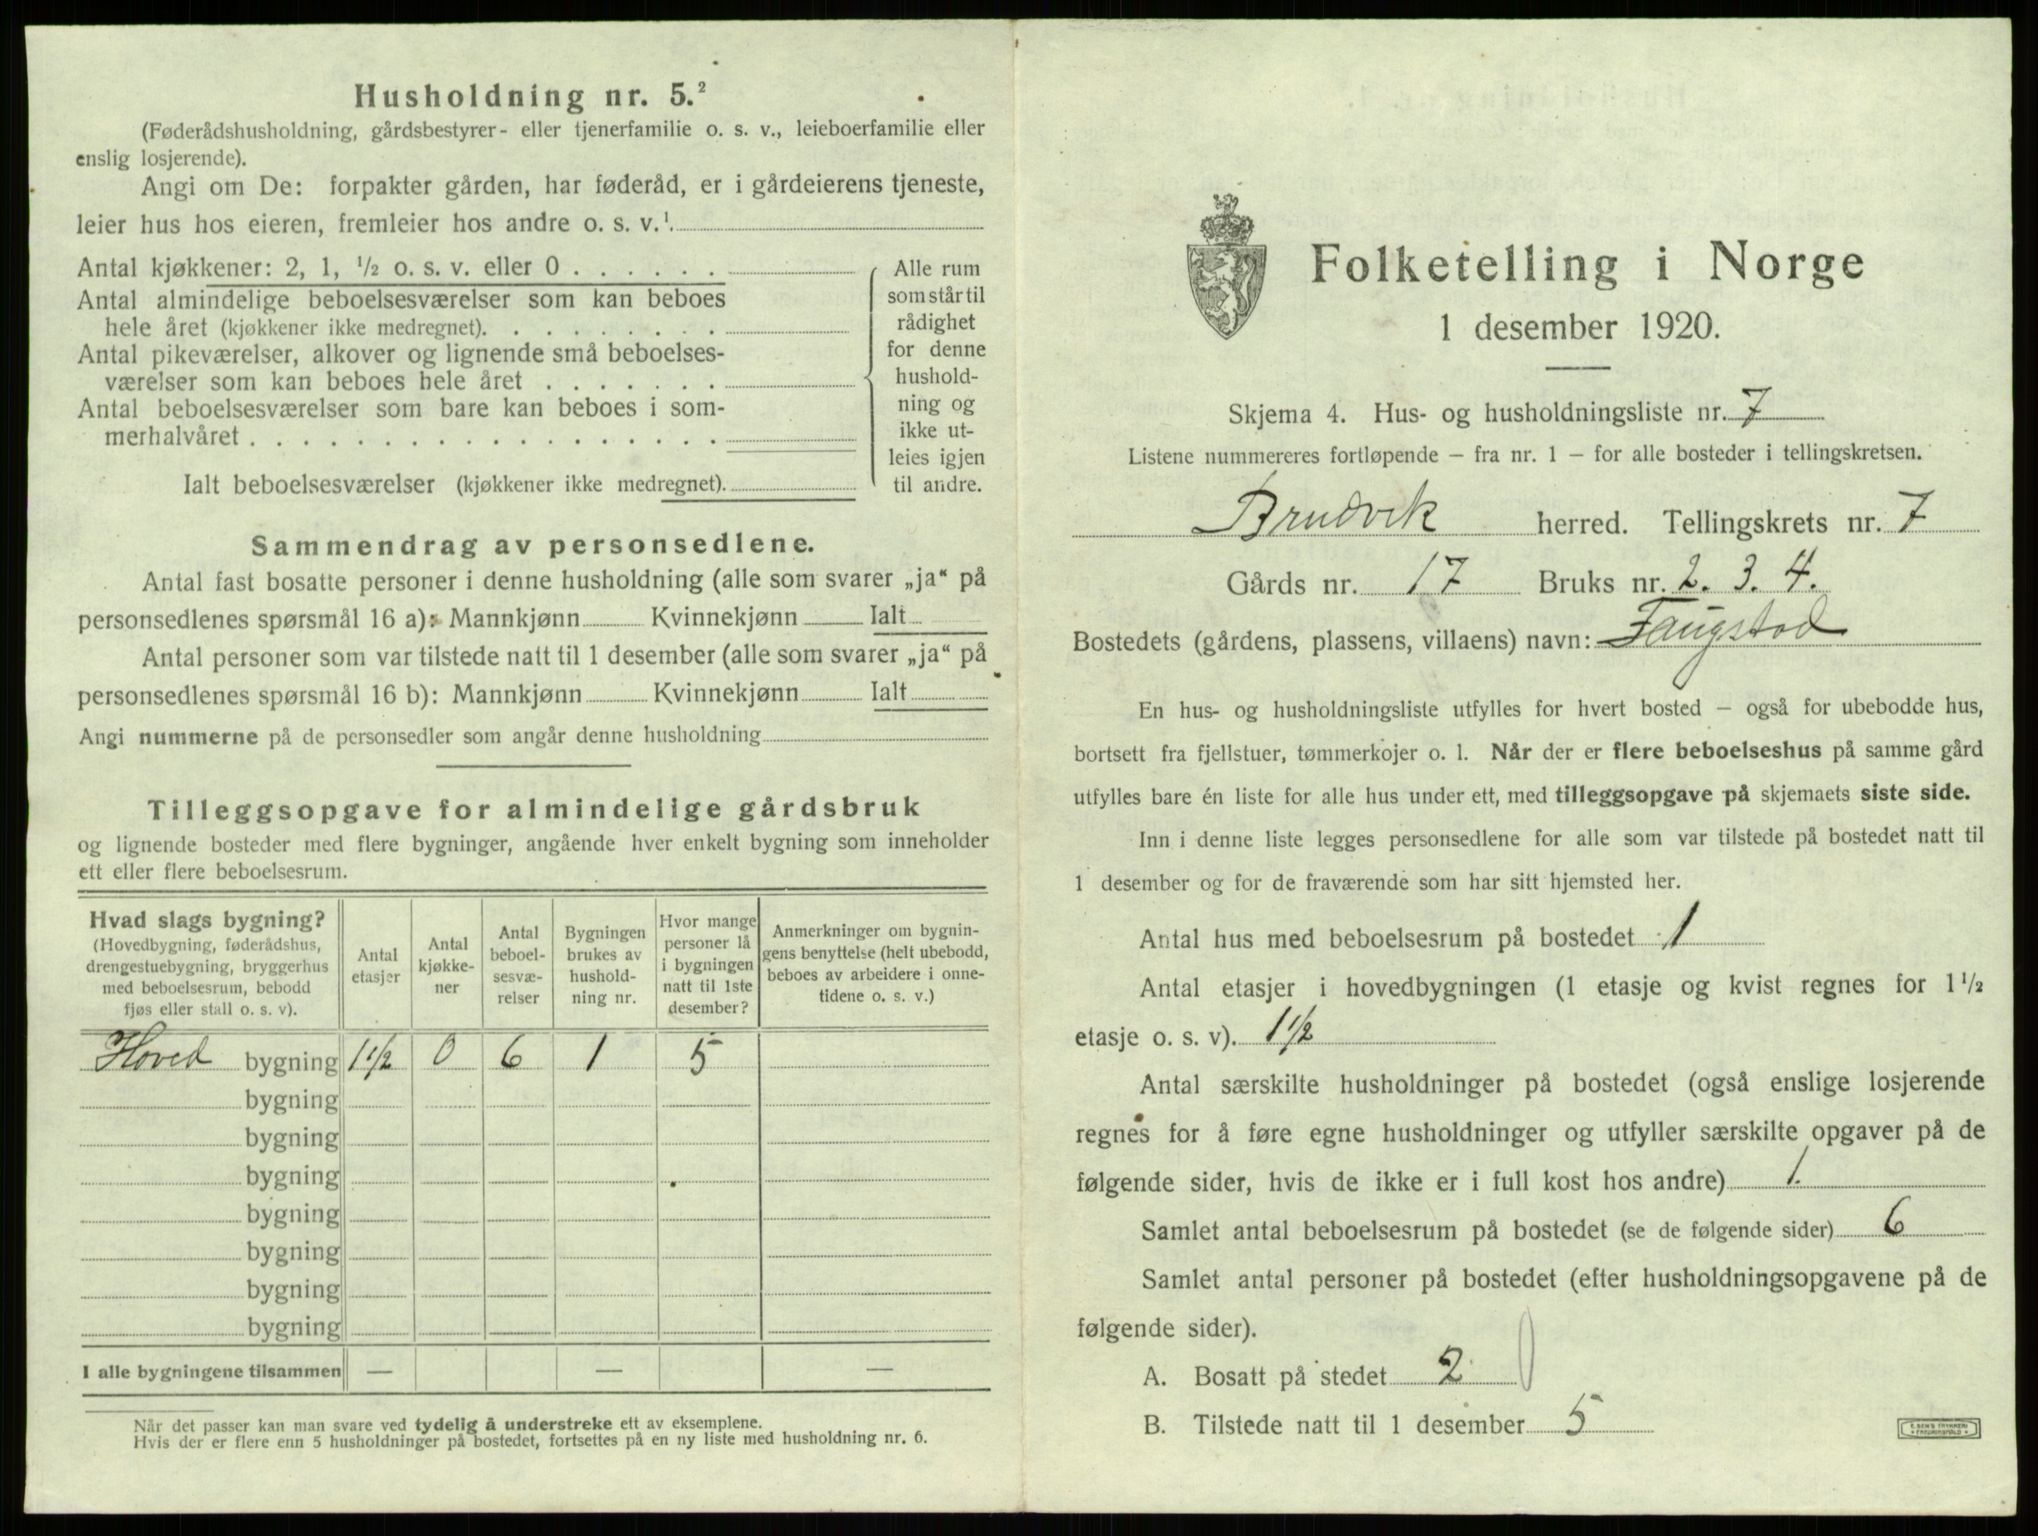 Husholdning nr. 5.²
(Føderådshusholdning, gårdsbestyrer- eller tjenerfamilie o. s. v., leieboerfamilie eller
enslig losjerende).
Angi om De: forpakter gården, har føderåd, er i gårdeierens tjeneste,
leier hus hos eieren, fremleier hos andre o. s. v.¹
Antal kjøkkener: 2, 1, ½ o. s. v. eller 0 . . . . . .
Antal almindelige beboelsesværelser som kan beboes
hele året (kjøkkener ikke medregnet). . . . . . . . .
Antal pikeværelser, alkover og lignende små beboelses-
værelser som kan beboes hele året . . . . . . .
Antal beboelsesværelser som bare kan beboes i som-
merhalvåret . . . . . . . . . . . . . . . . . .
Ialt beboelsesværelser (kjøkkener ikke medregnet).
Alle rum
som står til
rådighet
for denne
hushold-
ning og
ikke ut-
leies igjen
til andre.
Sammendrag av personsedlene.
Antal fast bosatte personer i denne husholdning (alle som svarer „ja“ på
personsedlenes spørsmål 16 a): Mannkjønn Kvinnekjønn Ialt
Antal personer som var tilstede natt til 1 desember (alle som svarer „ja“ på
personsedlenes spørsmål 16 b): Mannkjønn Kvinnekjønn Ialt
Angi nummerne på de personsedler som angår denne husholdning
Tilleggsopgave for almindelige gårdsbruk
og lignende bosteder med flere bygninger, angående hver enkelt bygning som inneholder
ett eller flere beboelsesrum.
Hvad slags bygning?
(Hovedbygning, føderådshus,
drengestuebygning, bryggerhus
med beboelsesrum, bebodd
fjøs eller stall o. s. v).
Antal
etasjer
Antal
kjøkke-
ner
Antal
beboel-
sesvæ-
relser
Bygningen
brukes av
hushold-
ning nr.
Hvor mange
personer lå
i bygningen
natt til 1ste
desember?
Anmerkninger om bygnin-
gens benyttelse (helt ubebodd,
beboes av arbeidere i onne-
tidene o. s. v.)
Hoved bygning 1½ 0 6 1 5
bygning
bygning
bygning
bygning
bygning
bygning
bygning
I alle bygningene tilsammen — — —
Når det passer kan man svare ved tydelig å understreke ett av eksemplene.
Hvis der er flere enn 5 husholdninger på bostedet, fortsettes på en ny liste med husholdning nr. 6.
Folketelling i Norge
1 desember 1920.
Skjema 4. Hus- og husholdningsliste nr. 7
Listene nummereres fortløpende – fra nr. 1 – for alle bosteder i tellingskretsen.
Bruvik herred. Tellingskrets nr. 7
Gårds nr. 17 Bruks nr. 2. 3. 4.
Bostedets (gårdens, plassens, villaens) navn: Faugstad
En hus- og husholdningsliste utfylles for hvert bosted – også for ubebodde hus,
bortsett fra fjellstuer, tømmerkojer o. l. Når der er flere beboelseshus på samme gård
utfylles bare én liste for alle hus under ett, med tilleggsopgave på skjemaets siste side.
Inn i denne liste legges personsedlene for alle som var tilstede på bostedet natt til
1 desember og for de fraværende som har sitt hjemsted her.
Antal hus med beboelsesrum på bostedet 1
Antal etasjer i hovedbygningen (1 etasje og kvist regnes for 1½
etasje o. s. v). 1½
Antal særskilte husholdninger på bostedet (også enslige losjerende
regnes for å føre egne husholdninger og utfyller særskilte opgaver på de
følgende sider, hvis de ikke er i full kost hos andre) 1.
Samlet antal beboelsesrum på bostedet (se de følgende sider) 6
Samlet antal personer på bostedet (efter husholdningsopgavene på de
følgende sider).
A. Bosatt på stedet 2
B. Tilstede natt til 1 desember 5